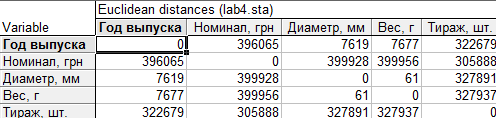 Euclidean distances (lab4.sta)
Variable Год выпуска Номинал, грн Диаметр, мм Вес, г Тираж, шт.
Год выпуска 0 396065 7619 7677 322679
Номинал, грн 396065 0 399928 399956 305888
Диаметр, мм 7619 399928 0 61 327891
Вес, г 7677 399956 61 0 327937
Тираж, шт. 322679 305888 327891 327937 0